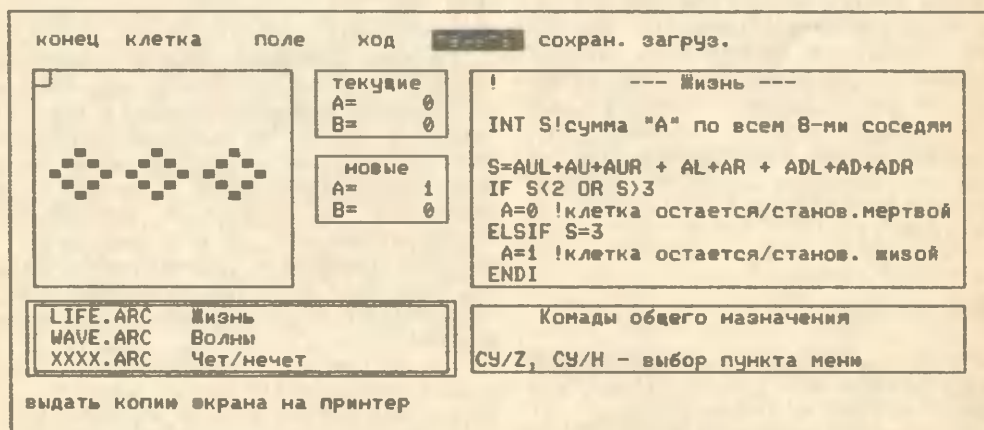 конец клетка поле ход печать сохран. загруз.
текущие
A= 0
B= 0
новые
A= 1
B= 0
! --- Жизнь ---
INT S!сумма "A" по всем 8-ми соседям
S=AUL+AU+AUR + AL+AR + ADL+AD+ADR
IF S<2 OR S>3
A=0 !клетка остается/станов.мертвой
ELSIF S=3
A=1 !клетка остается/станов. живой
ENDI
LIFE.ARC Жизнь
WAVE.ARC Волны
XXXX.ARC Чет/нечет
Комады общего назначения
СУ/Z, СУ/H - выбор пункта меню
выдать копию экрана на принтер